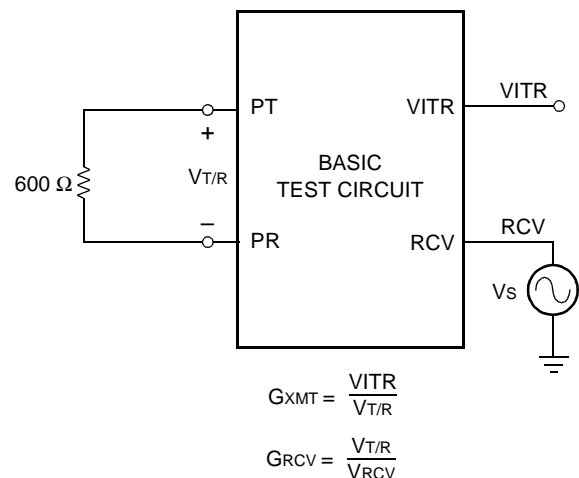 PT
VITR
VITR
+
BASIC
TEST CIRCUIT
VT/R
600 Ω
−
PR
RCV
RCV
VS
GXMT = VITR
VT/R
GRCV = VT/R
VRCV